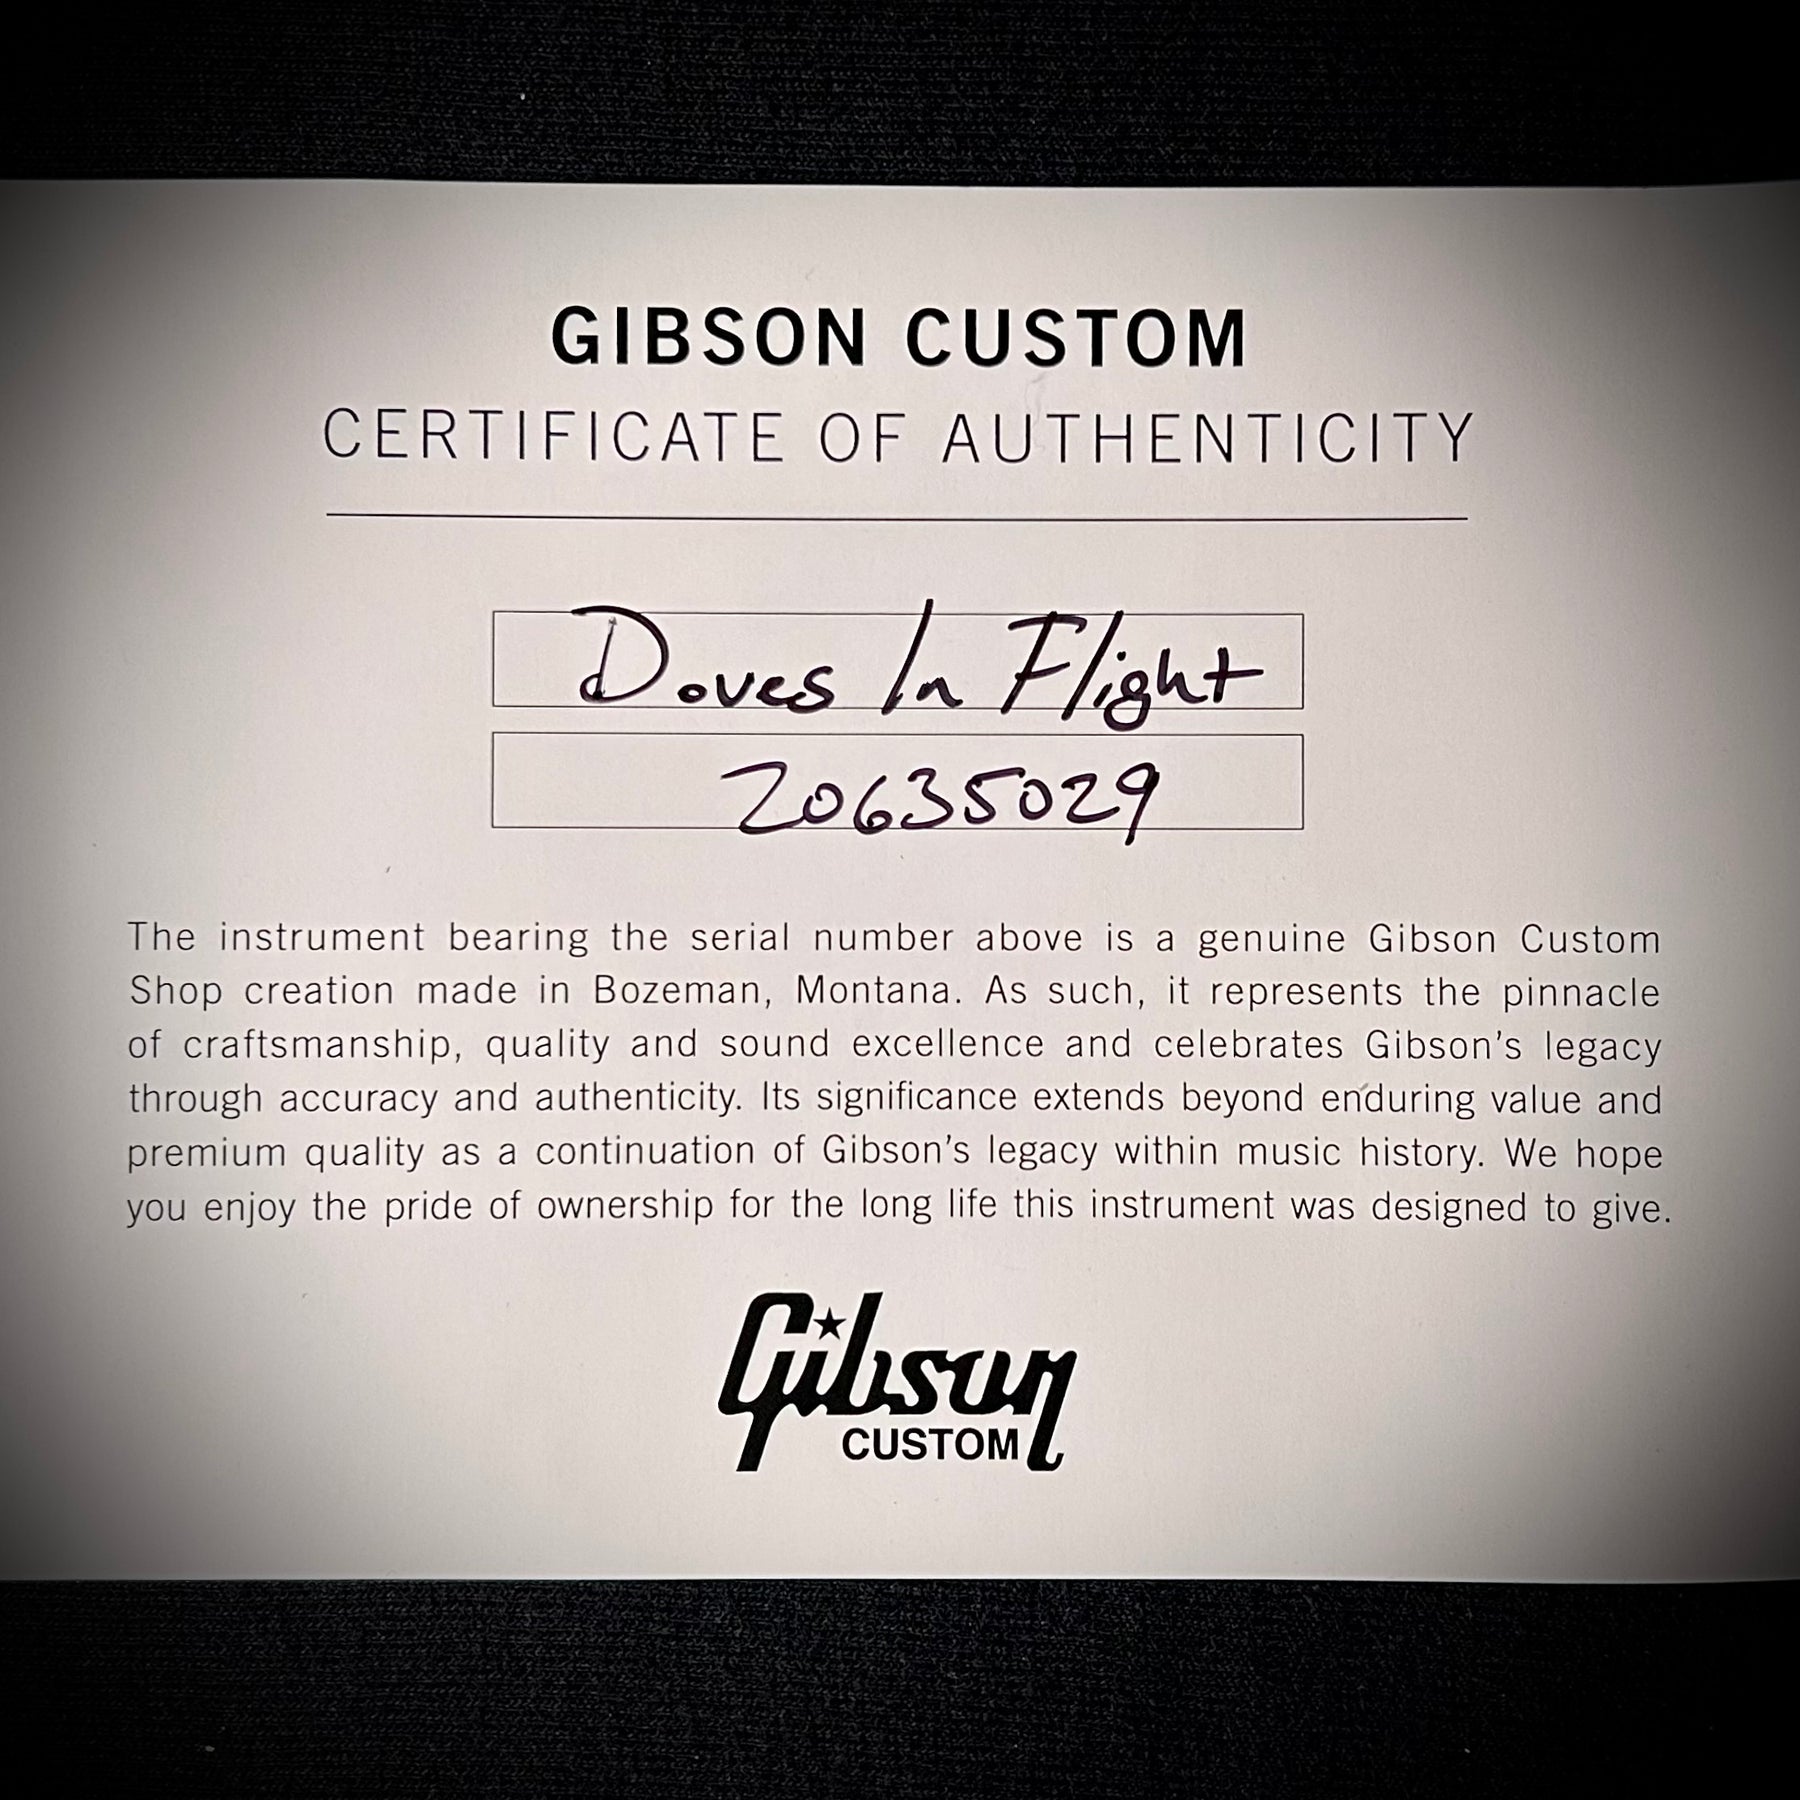 GIBSON CUSTOM
CERTIFICATE OF AUTHENTICITY
Doves In Flight
20635029
The instrument bearing the serial number above is a genuine Gibson Custom
Shop creation made in Bozeman, Montana. As such, it represents the pinnacle
of craftsmanship, quality and sound excellence and celebrates Gibson's legacy
through accuracy and authenticity. Its significance extends beyond enduring value and
premium quality as a continuation of Gibson's legacy within music history. We hope
you enjoy the pride of ownership for the long life this instrument was designed to give.
Gibson
CUSTOM